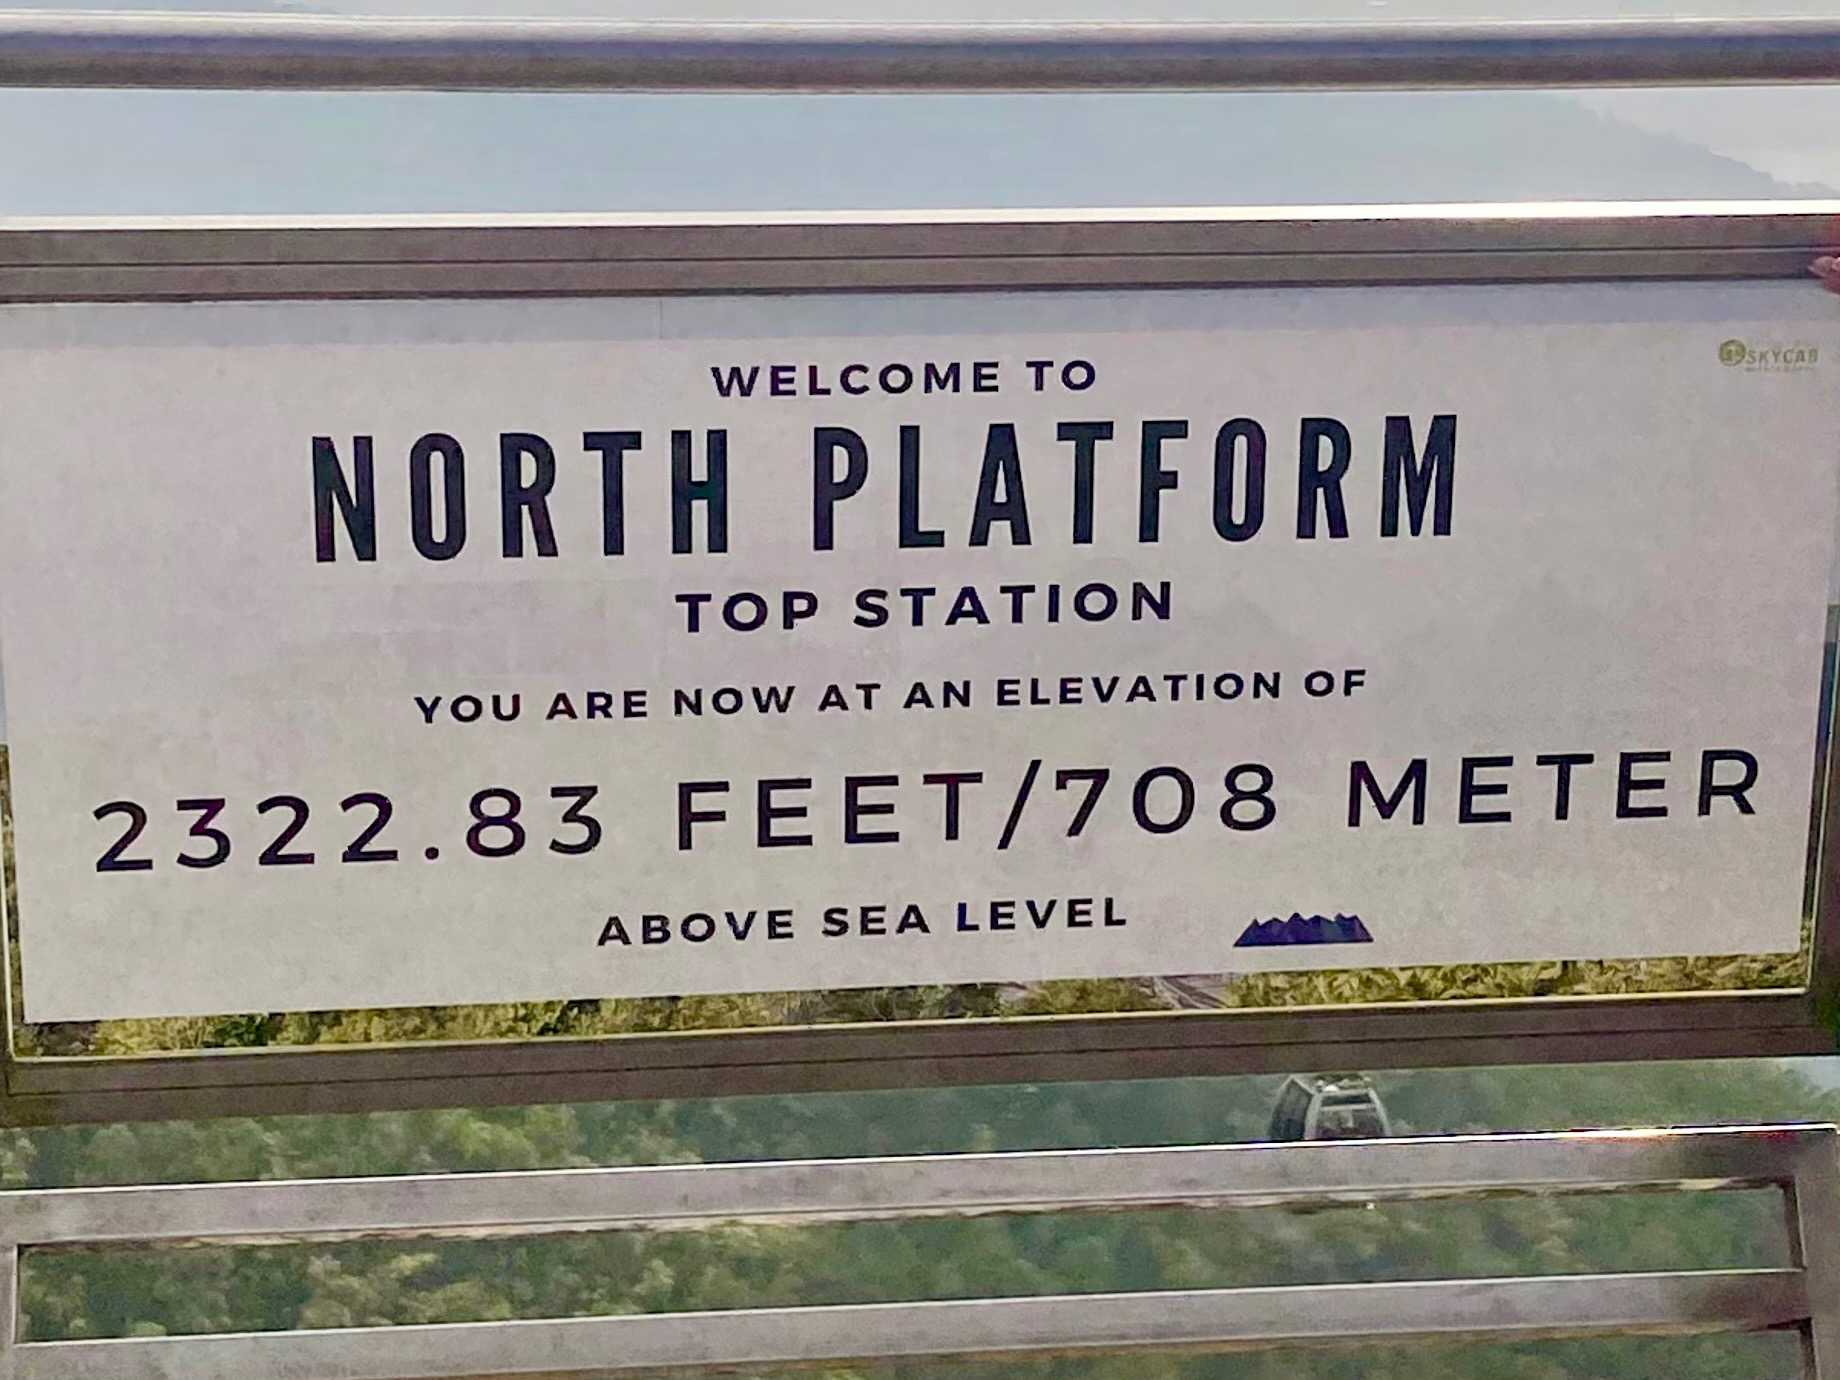 SKYCAB
WELCOME TO
NORTH PLATFORM
TOP STATION
YOU ARE NOW AT AN ELEVATION OF
2322.83 FEET/708 METER
ABOVE SEA LEVEL